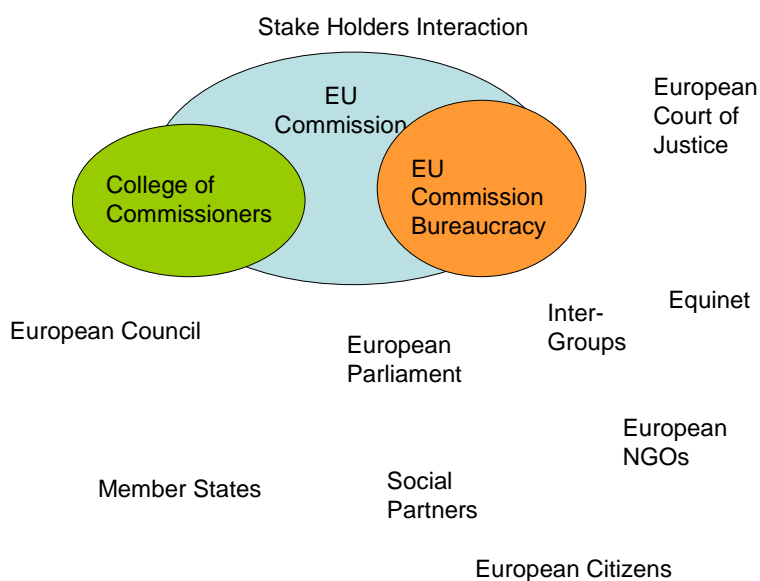 Stake Holders Interaction
EU
Commission
European
Court of
Justice
College of
Commissioners
EU
Commission
Bureaucracy
European Council
European
Parliament
Inter-
Groups
Equinet
European
NGOs
Member States
Social
Partners
European Citizens